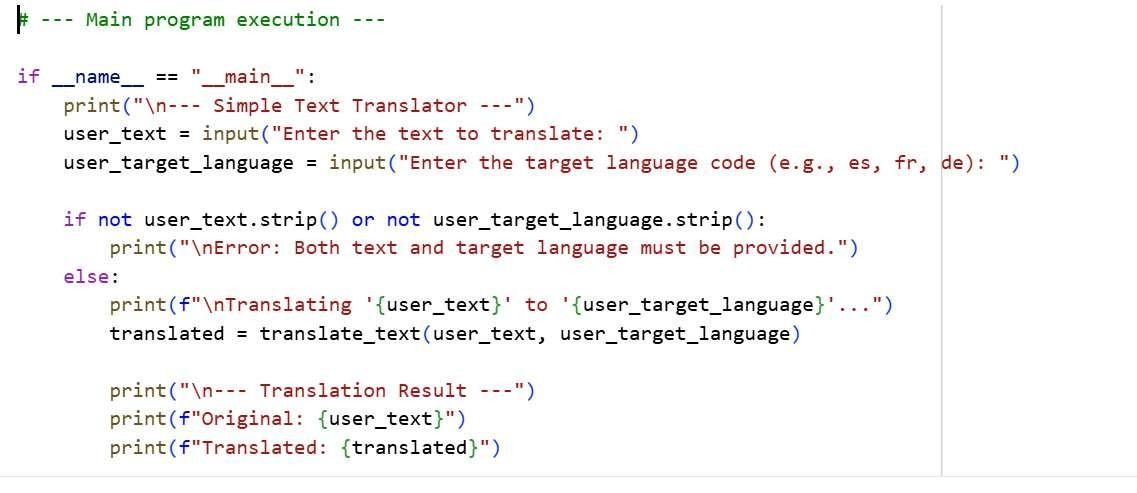 # --- Main program execution ---
if __name__ == "__main__":
print("\n--- Simple Text Translator ---")
user_text = input("Enter the text to translate: ")
user_target_language = input("Enter the target language code (e.g., es, fr, de): ")
if not user_text.strip() or not user_target_language.strip():
print("\nError: Both text and target language must be provided.")
else:
print(f"\nTranslating '{user_text}' to '{user_target_language}'...")
translated = translate_text(user_text, user_target_language)
print("\n--- Translation Result ---")
print(f"Original: {user_text}")
print(f"Translated: {translated}")